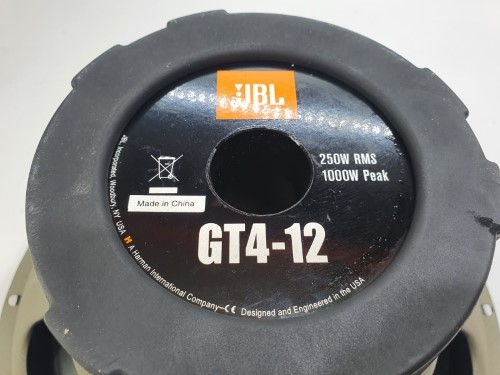 JBL
250W RMS
1000W Peak
Made in China
GT4-12
JBL, Incorporated, Woodbury, NY USA
A Harman International Company
CE Designed and Engineered in the USA